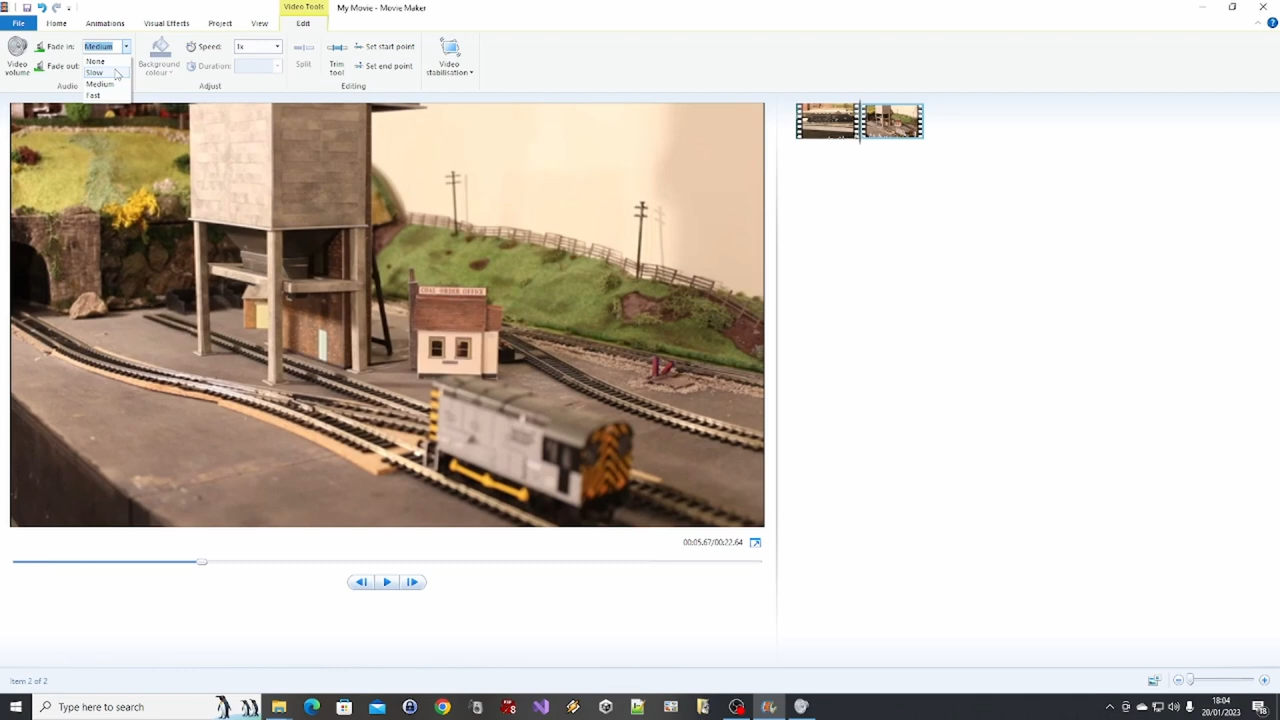 Video Tools
My Movie - Movie Maker
File
Home
Animations
Visual Effects
Project
View
Edit
Video volume
Fade in:
Medium
Fade out:
None
Slow
Medium
Fast
Audio
Background colour
Speed:
1x
Duration:
Adjust
Split
Trim tool
Set start point
Set end point
Editing
Video stabilisation
COAL ORDER OFFICE
00:05.67/00:22.64
Item 2 of 2
Type here to search
18:04
20/01/2023